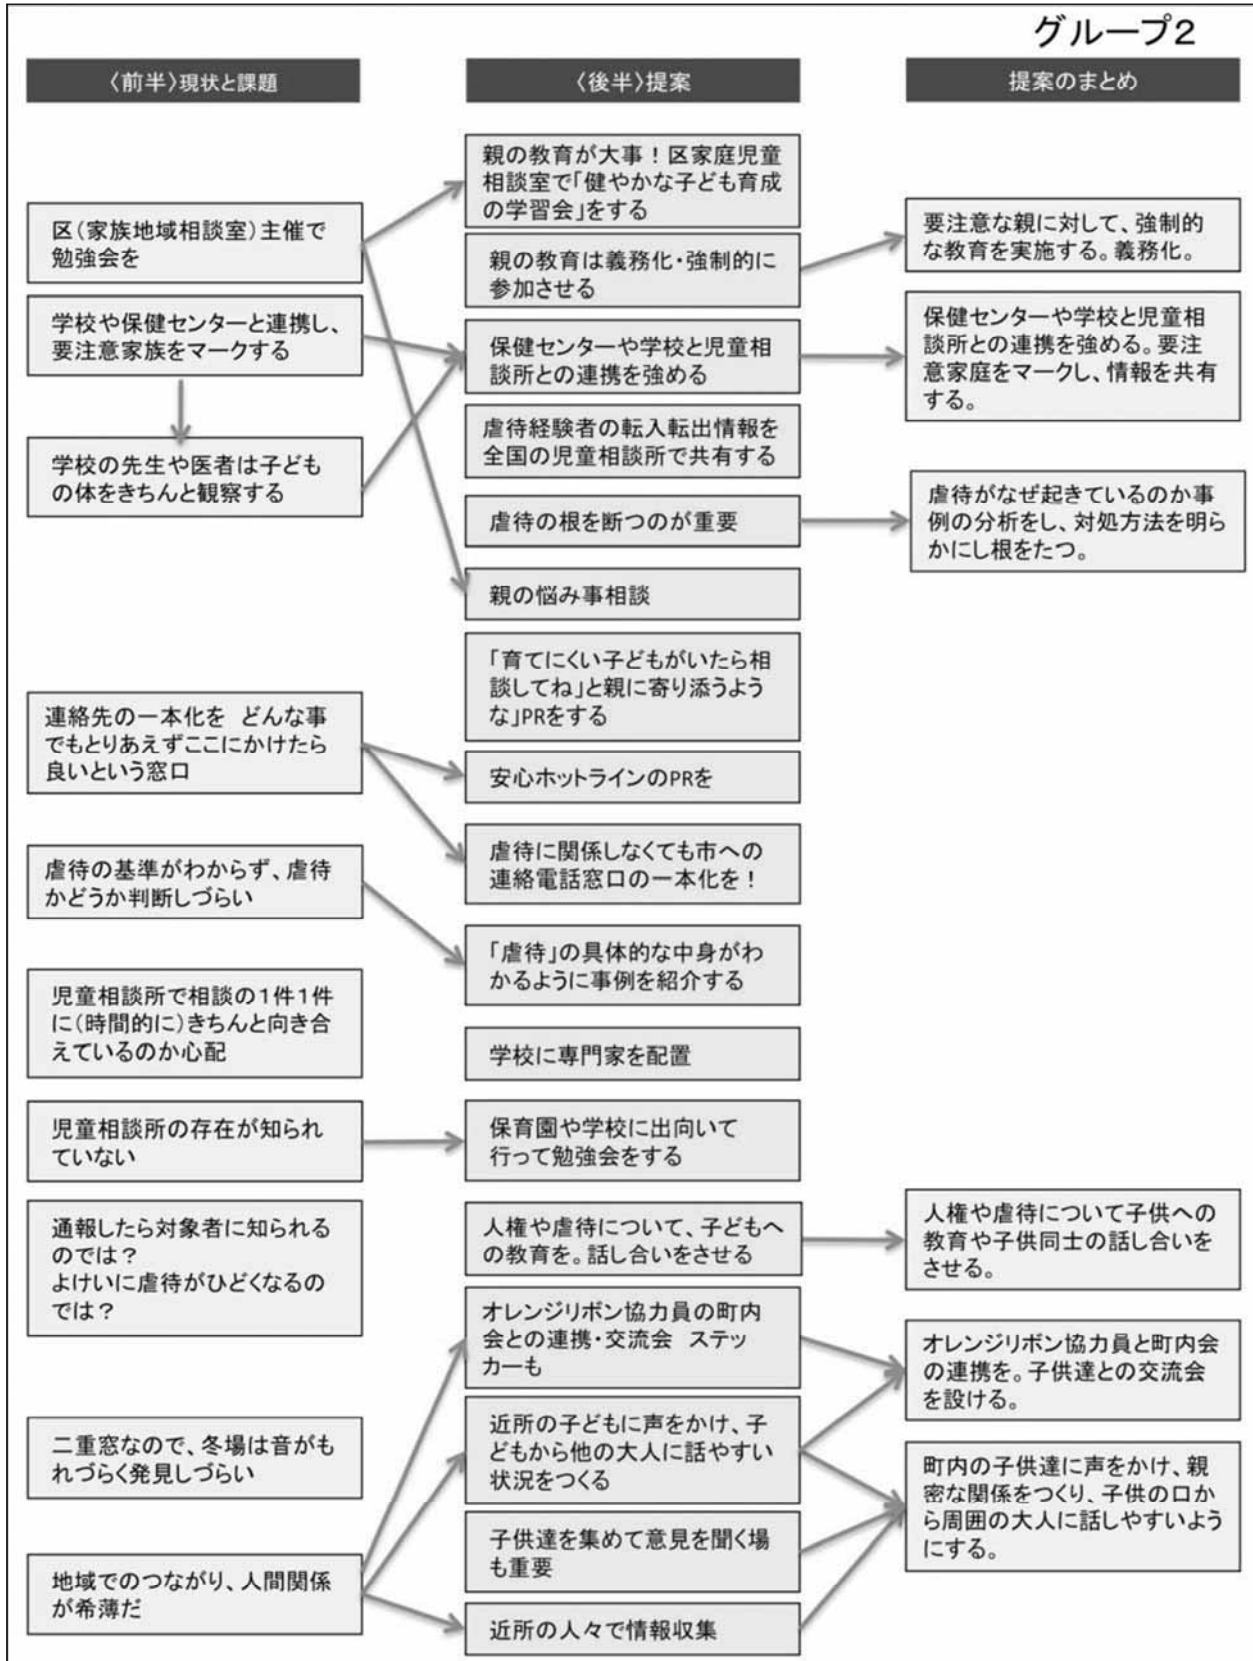 グループ2
〈前半〉現状と課題
区(家族地域相談室)主催で
勉強会を
学校や保健センターと連携し、
要注意家族をマークする
学校の先生や医者は子ども
の体をきちんと観察する
連絡先の一本化を どんな事
でもとりあえずここにかけたら
良いという窓口
虐待の基準がわからず、虐待
かどうか判断しづらい
児童相談所で相談の1件1件
に(時間的に)きちんと向き合
えているのか心配
児童相談所の存在が知られ
ていない
通報したら対象者に知られる
のでは?
よけいに虐待がひどくなるの
では?
二重窓なので、冬場は音がも
れづらく発見しづらい
地域でのつながり、人間関係
が希薄だ
〈後半〉提案
親の教育が大事!区家庭児童
相談室で「健やかな子ども育成
の学習会」をする
親の教育は義務化・強制的に
参加させる
保健センターや学校と児童相
談所との連携を強める
虐待経験者の転入転出情報を
全国の児童相談所で共有する
虐待の根を断つのが重要
親の悩み事相談
「育てにくい子どもがいたら相
談してね」と親に寄り添うよう
な」PRをする
安心ホットラインのPRを
虐待に関係しなくても市への
連絡電話窓口の一本化を!
「虐待」の具体的な中身がわ
かるように事例を紹介する
学校に専門家を配置
保育園や学校に出向いて
行って勉強会をする
人権や虐待について、子どもへ
の教育を。話し合いをさせる
オレンジリボン協力員の町内
会との連携・交流会 ステッ
カーも
近所の子どもに声をかけ、子
どもから他の大人に話やすい
状況をつくる
子供達を集めて意見を聞く場
も重要
近所の人々で情報収集
提案のまとめ
要注意な親に対して、強制的
な教育を実施する。義務化。
保健センターや学校と児童相
談所との連携を強める。要注
意家庭をマークし、情報を共有
する。
虐待がなぜ起きているのか事
例の分析をし、対処方法を明ら
かにし根をたつ。
人権や虐待について子供への
教育や子供同士の話し合いを
させる。
オレンジリボン協力員と町内会
の連携を。子供達との交流会
を設ける。
町内の子供達に声をかけ、親
密な関係をつくり、子供の口か
ら周囲の大人に話しやすいよう
にする。